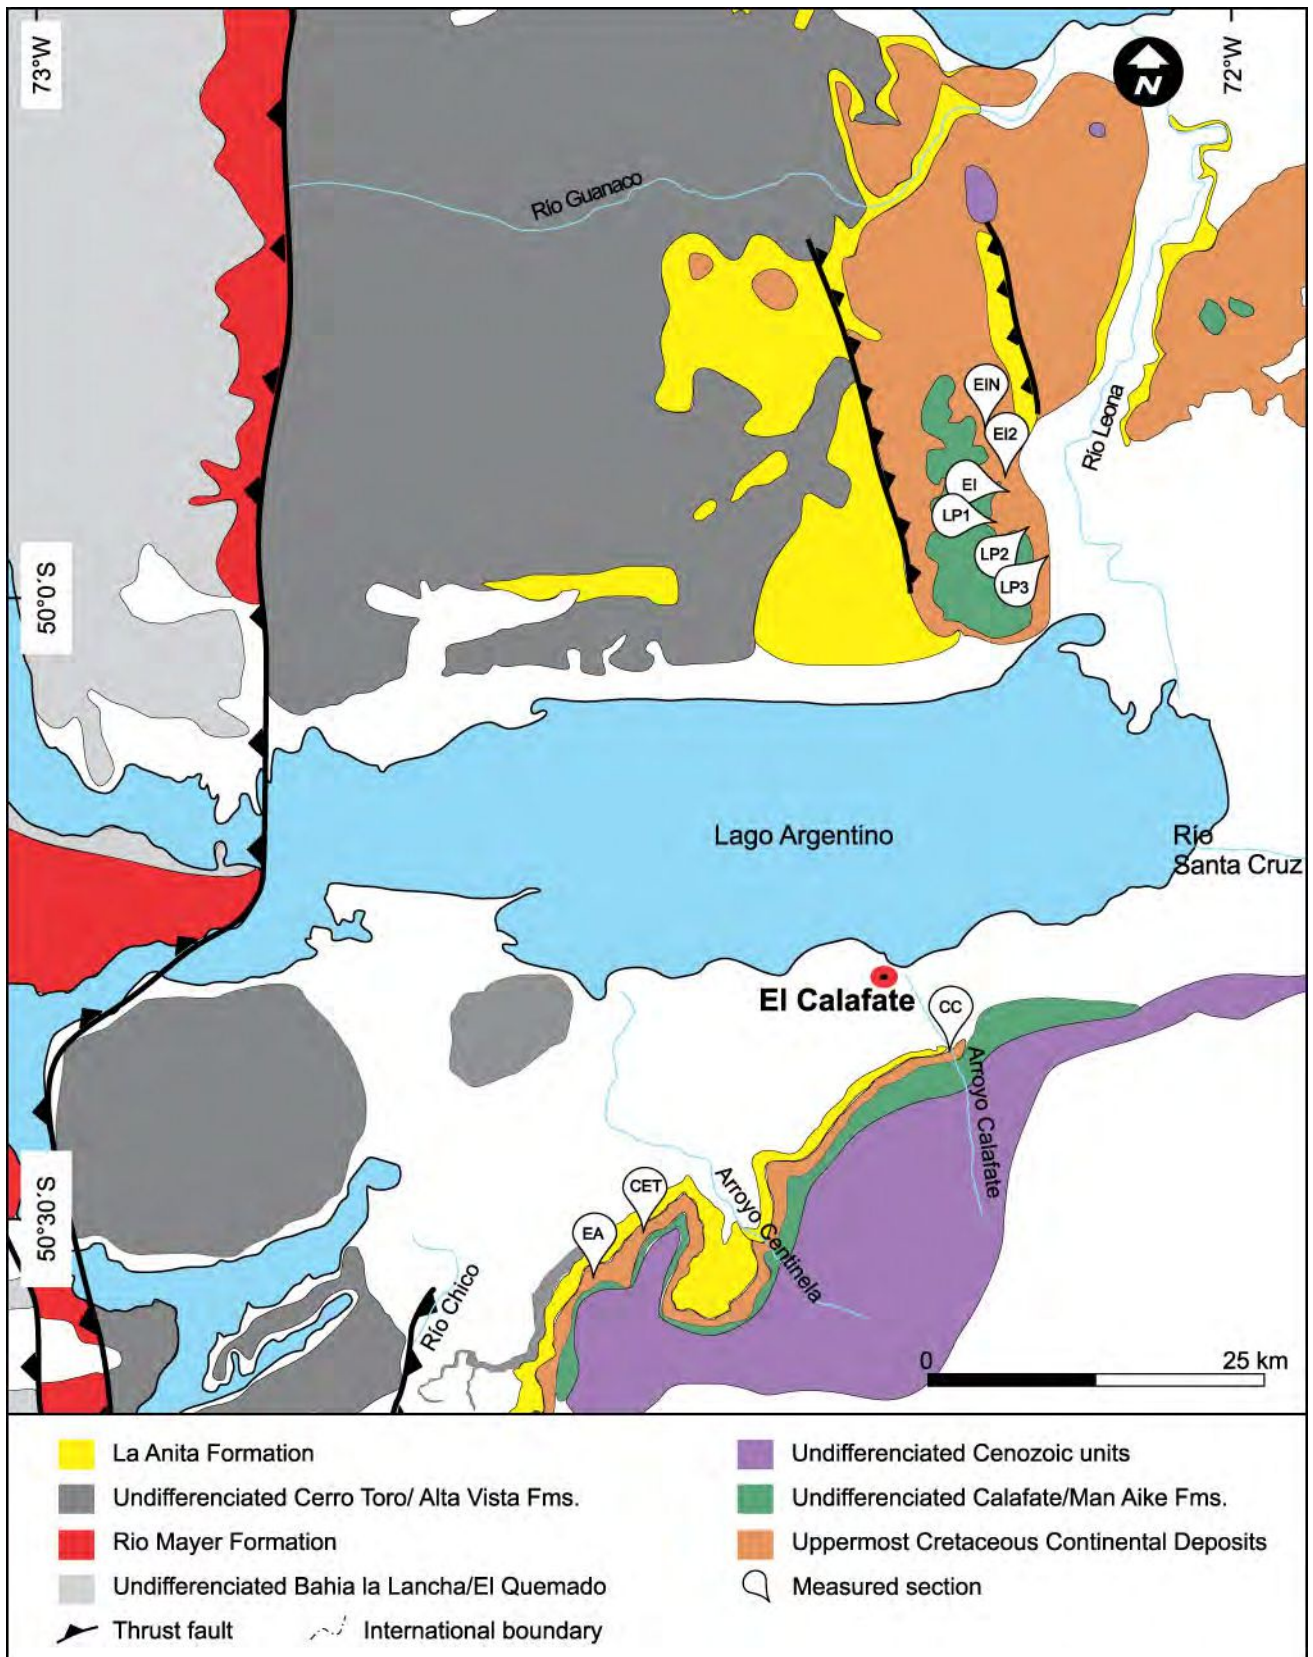 73°W
72°W
N
Río Guanaco
Río Leona
EIN
EI2
EI
LP1
LP2
LP3
50°0´S
Lago Argentino
Río
Santa Cruz
El Calafate
CC
Arroyo Calafate
CET
EA
Arroyo Centinela
50°30´S
Río Chico
0
25 km
La Anita Formation
Undifferenciated Cerro Toro/ Alta Vista Fms.
Rio Mayer Formation
Undifferenciated Bahia la Lancha/El Quemado
Thrust fault
International boundary
Undifferenciated Cenozoic units
Undifferenciated Calafate/Man Aike Fms.
Uppermost Cretaceous Continental Deposits
Measured section